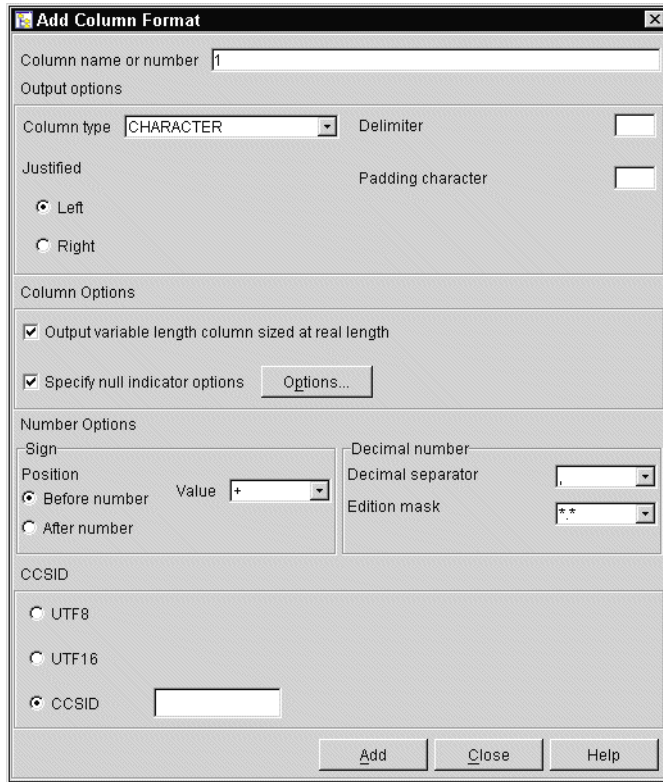 Add Column Format
Column name or number 1
Output options
Column type CHARACTER
Delimiter
Justified
Padding character
Left
Right
Column Options
Output variable length column sized at real length
Specify null indicator options Options...
Number Options
Sign
Position
Before number
Value +
After number
Decimal number
Decimal separator ,
Edition mask *.*
CCSID
UTF8
UTF16
CCSID
Add Close Help